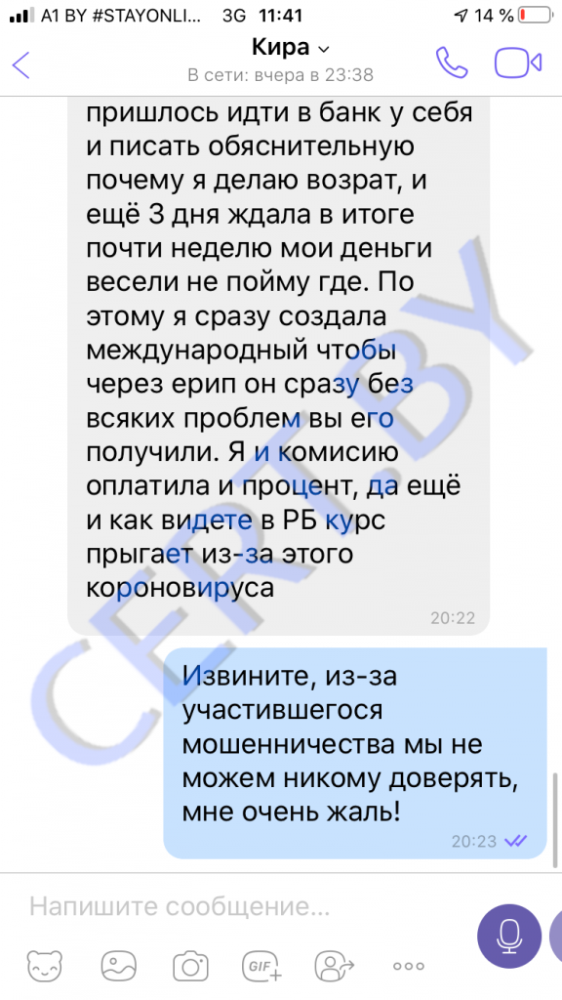 A1 BY #STAYONLI... 3G 11:41 14 %
Кира
В сети: вчера в 23:38
пришлось идти в банк у себя
и писать обяснительную
почему я делаю возрат, и
ещё 3 дня ждала в итоге
почти неделю мои деньги
весели не пойму где. По
этому я сразу создала
международный чтобы
через ерип он сразу без
всяких проблем вы его
получили. Я и комисию
оплатила и процент, да ещё
и как видете в РБ курс
прыгает из-за этого
короновируса
20:22
CERT.BY
Извините, из-за
участившегося
мошенничества мы не
можем никому доверять,
мне очень жаль!
20:23
Напишите сообщение...
GIF